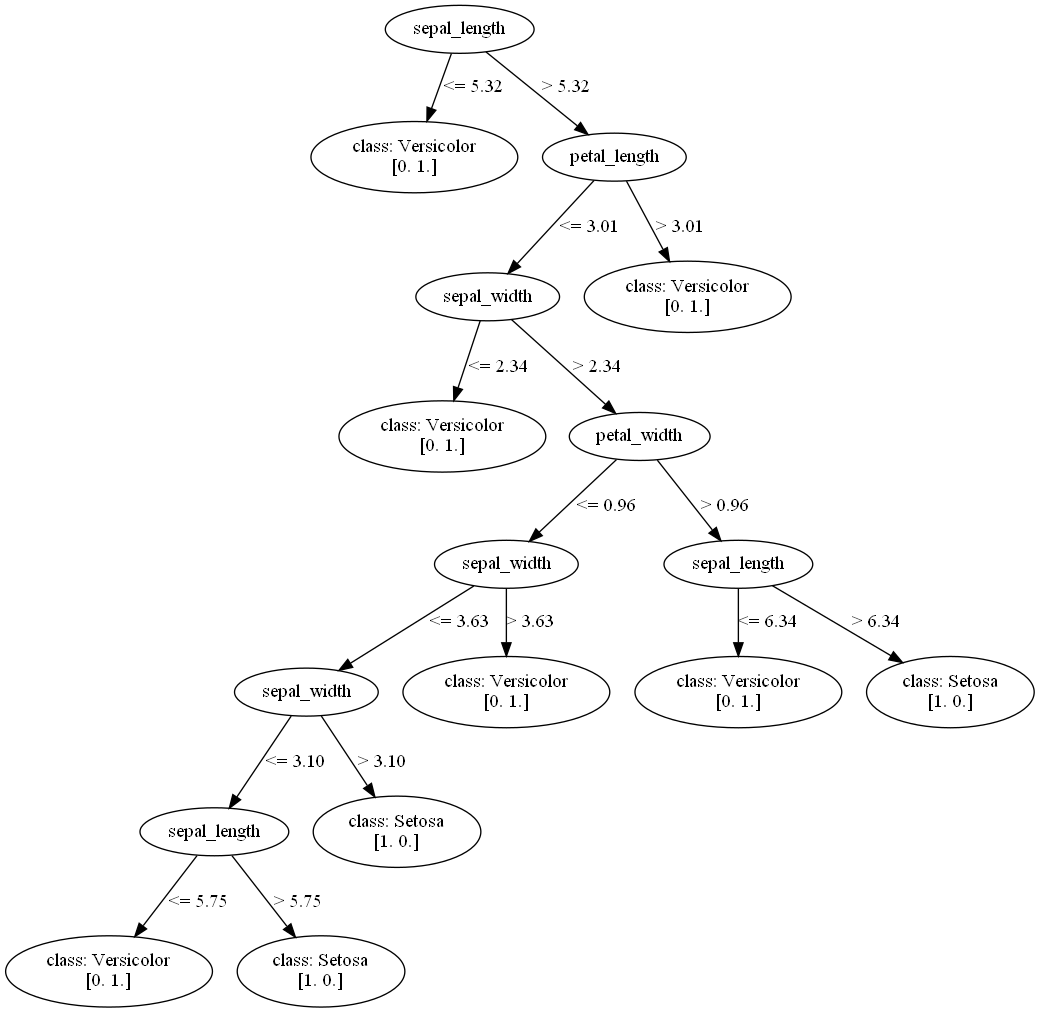 sepal_length
<= 5.32
> 5.32
class: Versicolor
[0. 1.]
petal_length
<= 3.01
> 3.01
sepal_width
class: Versicolor
[0. 1.]
<= 2.34
> 2.34
class: Versicolor
[0. 1.]
petal_width
<= 0.96
> 0.96
sepal_width
sepal_length
<= 3.63
> 3.63
<= 6.34
> 6.34
sepal_width
class: Versicolor
[0. 1.]
class: Versicolor
[0. 1.]
class: Setosa
[1. 0.]
<= 3.10
> 3.10
sepal_length
class: Setosa
[1. 0.]
<= 5.75
> 5.75
class: Versicolor
[0. 1.]
class: Setosa
[1. 0.]